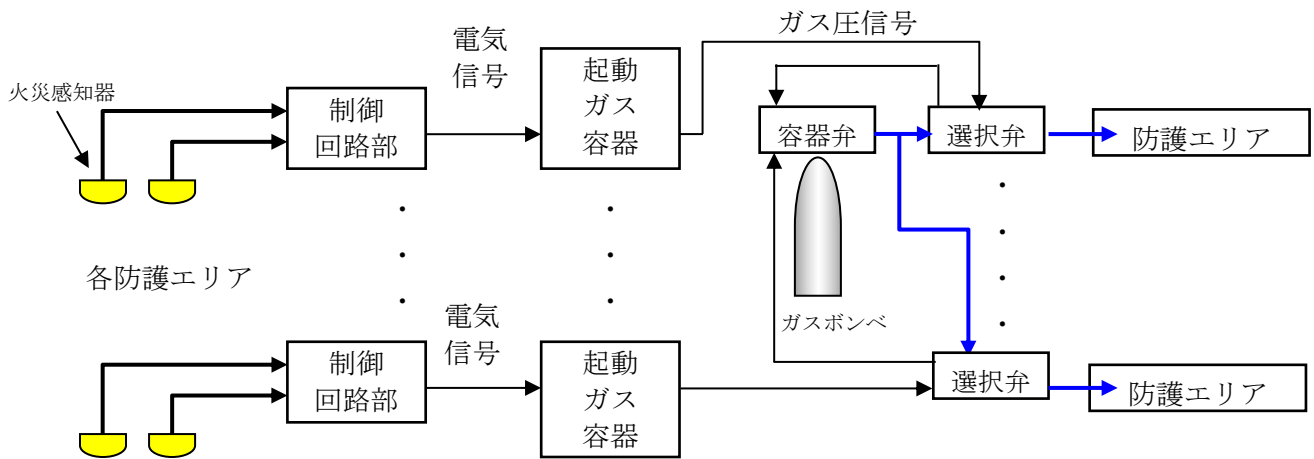 ガス圧信号
電気
信号
火災感知器
制御
回路部
起動
ガス
容器
容器弁
選択弁
防護エリア
各防護エリア
ガスボンベ
電気
信号
制御
回路部
起動
ガス
容器
選択弁
防護エリア